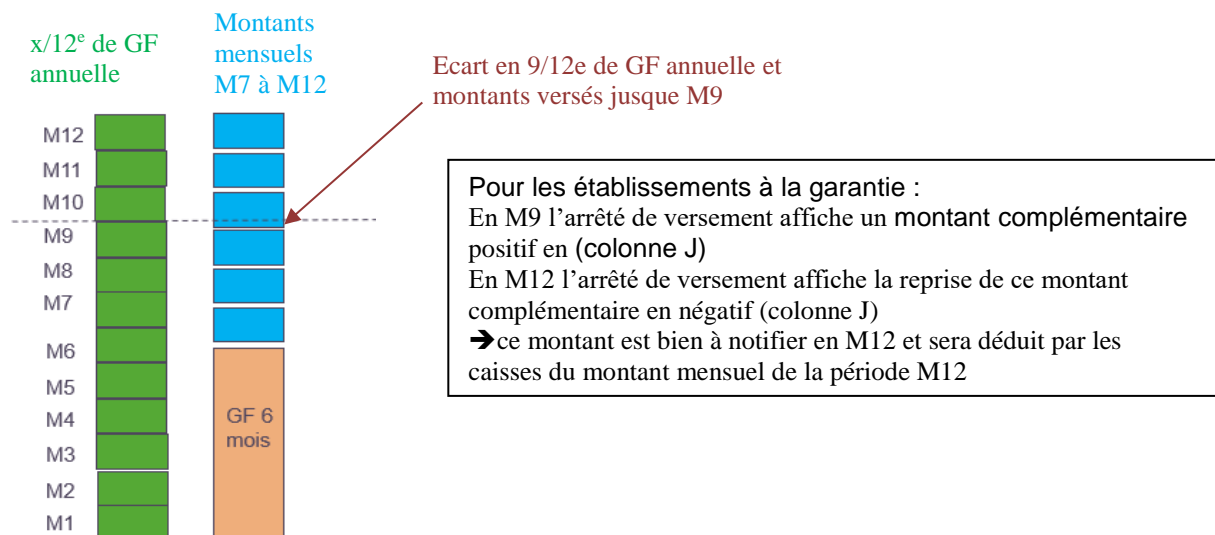 x/12e de GF
annuelle
Montants
mensuels
M7 à M12
Ecart en 9/12e de GF annuelle et
montants versés jusque M9
M12
M11
M10
M9
M8
M7
M6
M5
M4
M3
M2
M1
GF 6
mois
Pour les établissements à la garantie :
En M9 l’arrêté de versement affiche un montant complémentaire
positif en (colonne J)
En M12 l’arrêté de versement affiche la reprise de ce montant
complémentaire en négatif (colonne J)
➔ce montant est bien à notifier en M12 et sera déduit par les
caisses du montant mensuel de la période M12